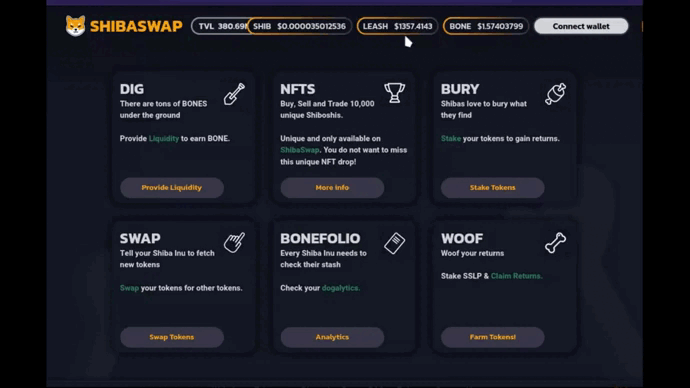 SHIBASWAP
TVL 380.69
SHIB $0.000035012536
LEASH $1357.4143
BONE $1.57403799
Connect wallet
DIG
There are tons of BONES
under the ground
Provide Liquidity to earn BONE.
Provide Liquidity
NFTS
Buy, Sell and Trade 10,000
unique Shiboshis.
Unique and only available on
ShibaSwap. You do not want to miss
this unique NFT drop!
More Info
BURY
Shibas love to bury what
they find
Stake your tokens to gain returns.
Stake Tokens
SWAP
Tell your Shiba Inu to fetch
new tokens
Swap your tokens for other tokens.
Swap Tokens
BONEFOLIO
Every Shiba Inu needs to
check their stash
Check your dogalytics.
Analytics
WOOF
Woof your returns
Stake SSLP & Claim Returns.
Farm Tokens!